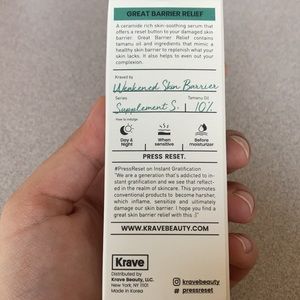 GREAT BARRIER RELIEF
A ceramide rich skin-soothing serum that
offers a reset button to your damaged skin
barrier. Great Barrier Relief contains
tamanu oil and ingredients that mimic a
healthy skin barrier to replenish what your
skin lacks. It also helps to even out your
complexion.
Kraved by
Weakened Skin Barrier
Series
Tamanu Oil
Supplement S.
10%
How to indulge
Day &
Night
When
sensitive
Before
moisturizer
PRESS RESET.
#PressReset on Instant Gratification
"We are a generation that's addicted to in-
stant gratification and we see that reflect-
ed in the realm of skincare. This promotes
conventional products to become harsher,
which inflame, sensitize and ultimately
damage our skin barrier. I hope you find a
great skin barrier relief with this :)"
WWW.KRAVEBEAUTY.COM
Krave
Distributed by
Krave Beauty, LLC.
New York, NY 11101
Made in Korea
kravebeauty
#pressreset